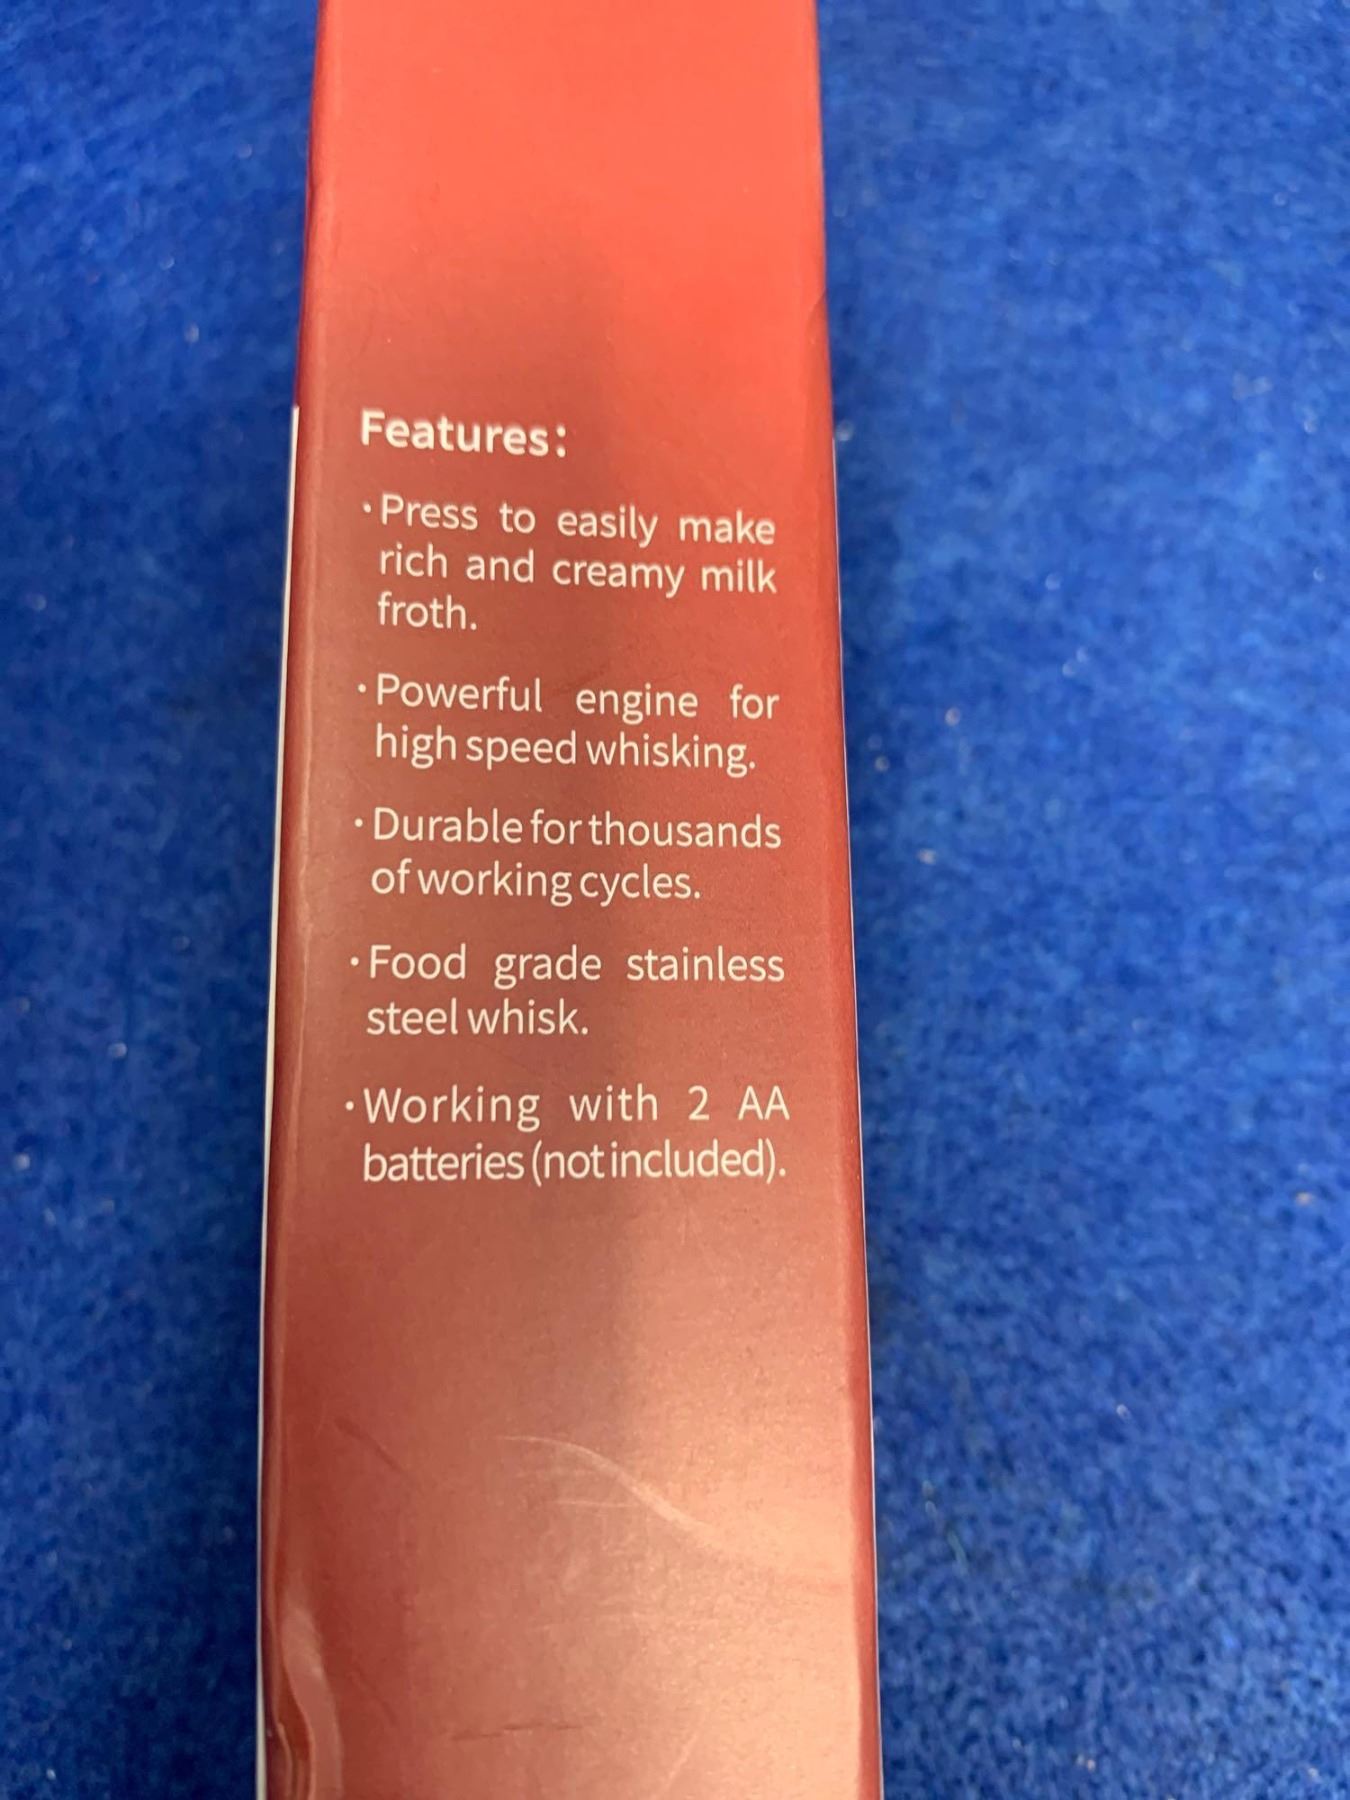 Features:
·Press to easily make
rich and creamy milk
froth.
·Powerful engine for
high speed whisking.
·Durable for thousands
of working cycles.
·Food grade stainless
steel whisk.
·Working with 2 AA
batteries (not included).